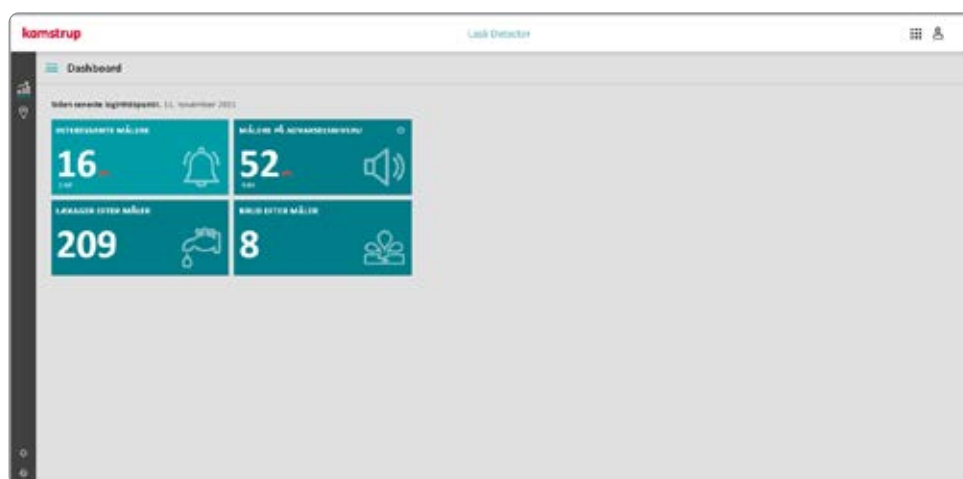 kamstrup
Leak Detector
Dashboard
Siden seneste logintidspunkt, 11. november 2021
INTERESSANTE MÅLERE
16
MÅLERE PÅ ADVARSELSNIVEAU
52
LÆKAGER EFTER MÅLER
209
BRUD EFTER MÅLER
8